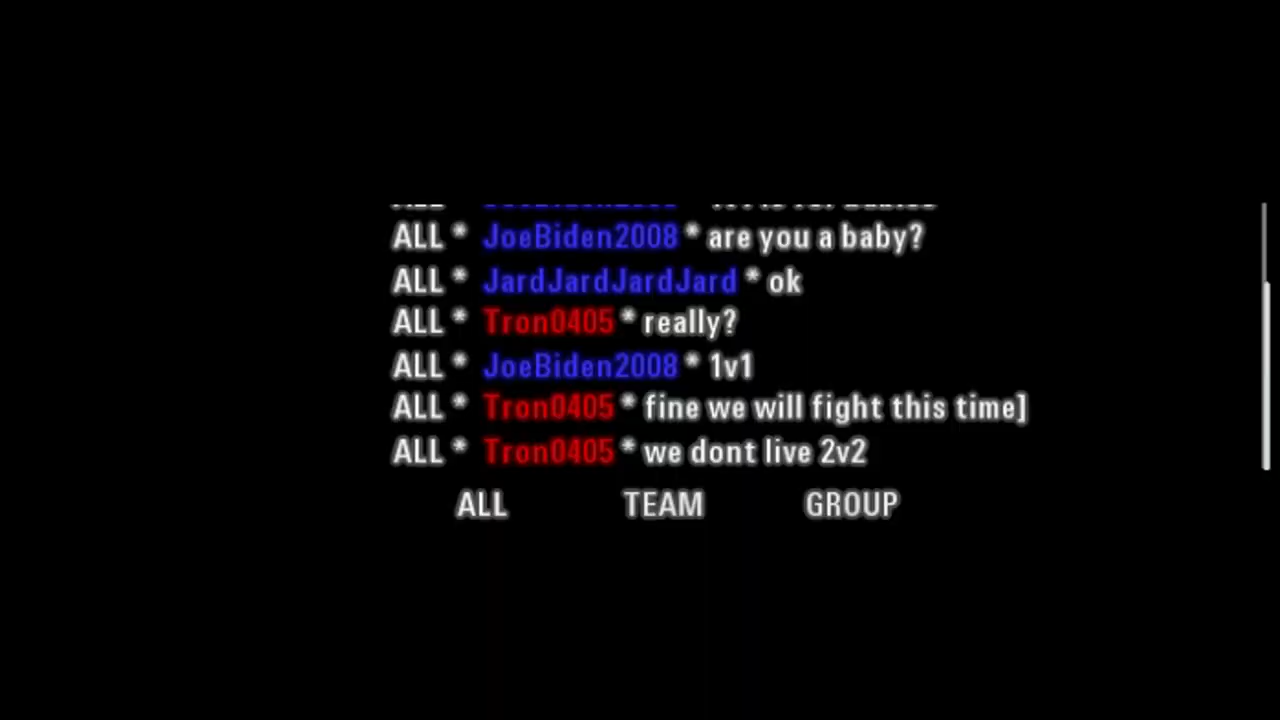 ALL * JoeBiden2008 * are you a baby?
ALL * JardJardJardJard * ok
ALL * Tron0405 * really?
ALL * JoeBiden2008 * 1v1
ALL * Tron0405 * fine we will fight this time]
ALL * Tron0405 * we dont live 2v2
ALL TEAM GROUP